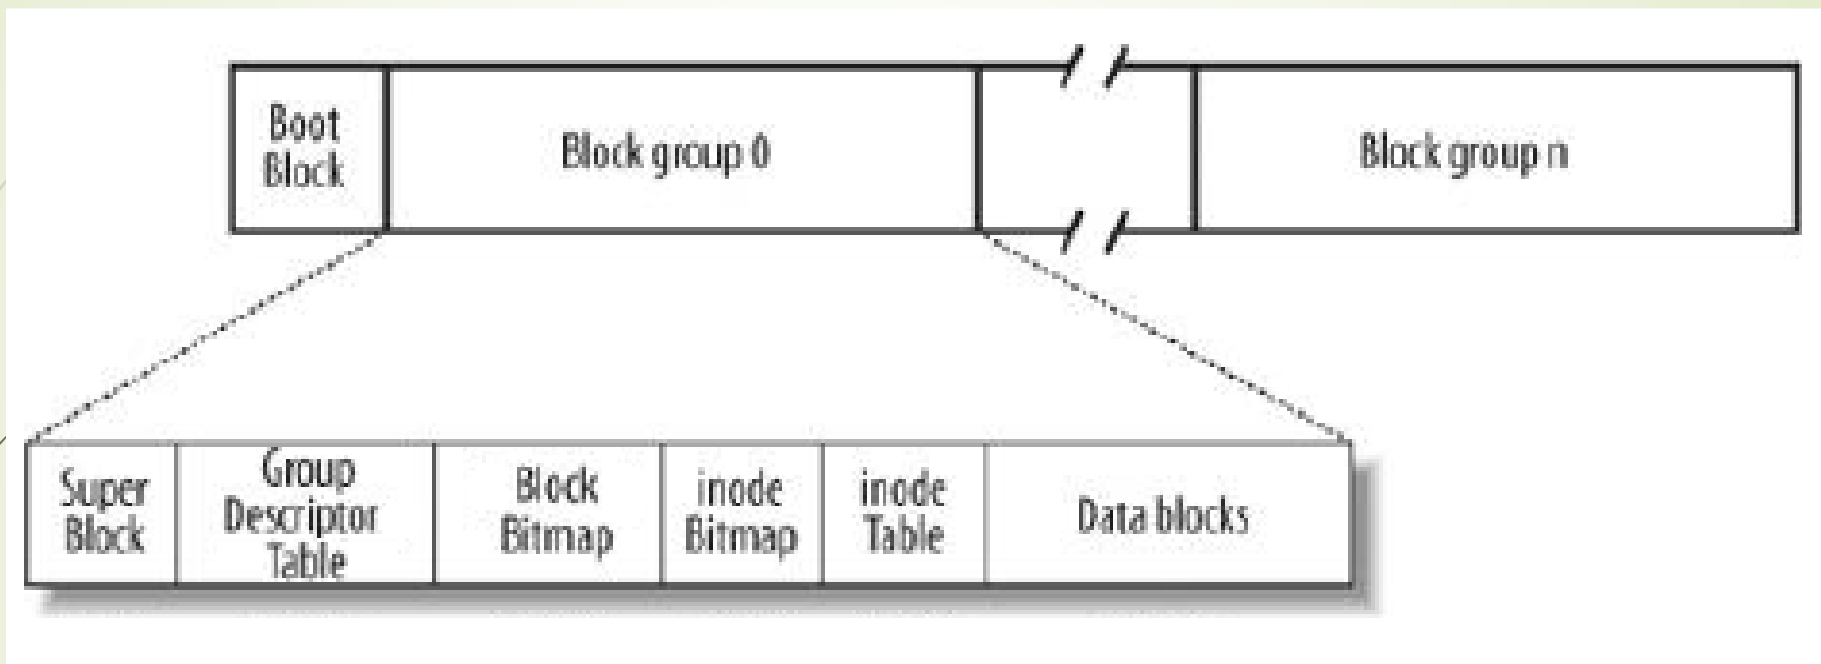 Boot
Block
Block group 0
Block group n
Super
Block
Group
Descriptor
Table
Block
Bitmap
inode
Bitmap
inode
Table
Data blocks